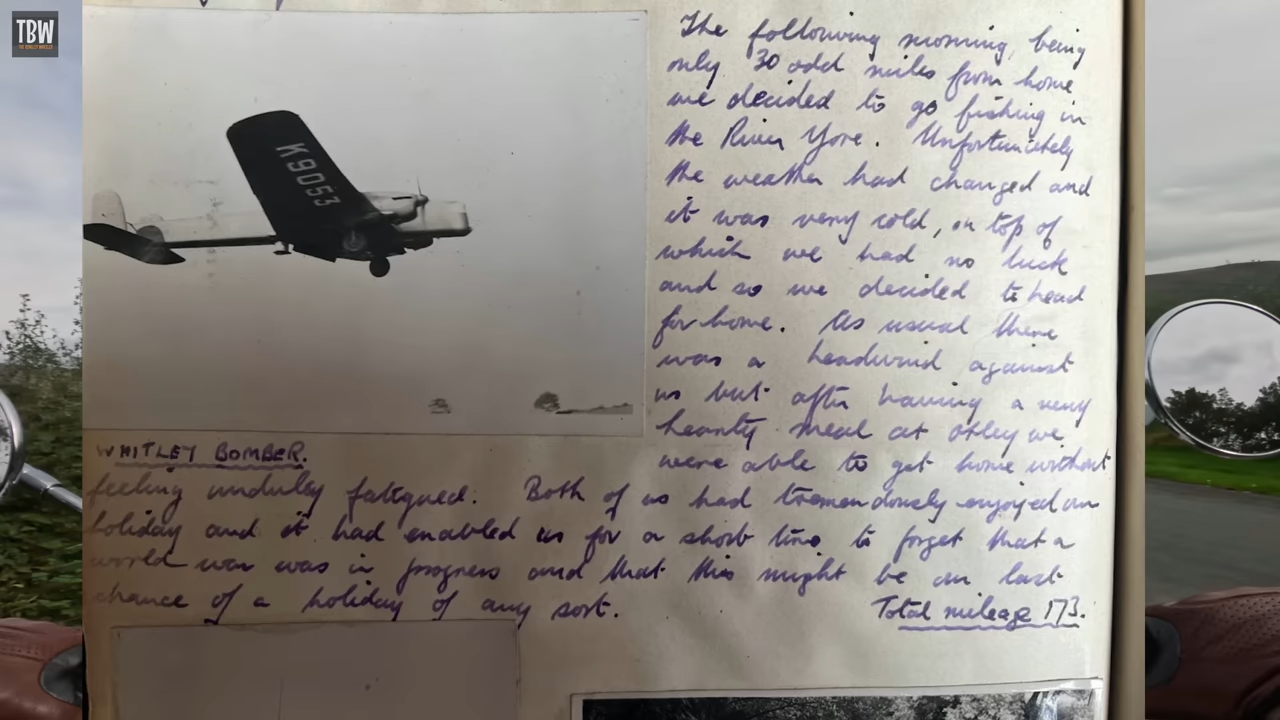 TBW
K9053
The following morning, being
only 30 odd miles from home
we decided to go fishing in
the River Yore. Unfortunately
the weather had changed and
it was very cold, on top of
which we had no luck
and so we decided to head
for home. As usual there
was a headwind against
us but after having a very
hearty meal at Otley we
were able to get home without
WHITLEY BOMBER.
feeling unduly fatigued. Both of us had tremendously enjoyed our
holiday and it had enabled us for a short time to forget that a
world war was in progress and that this might be our last
chance of a holiday of any sort.
Total mileage 173.